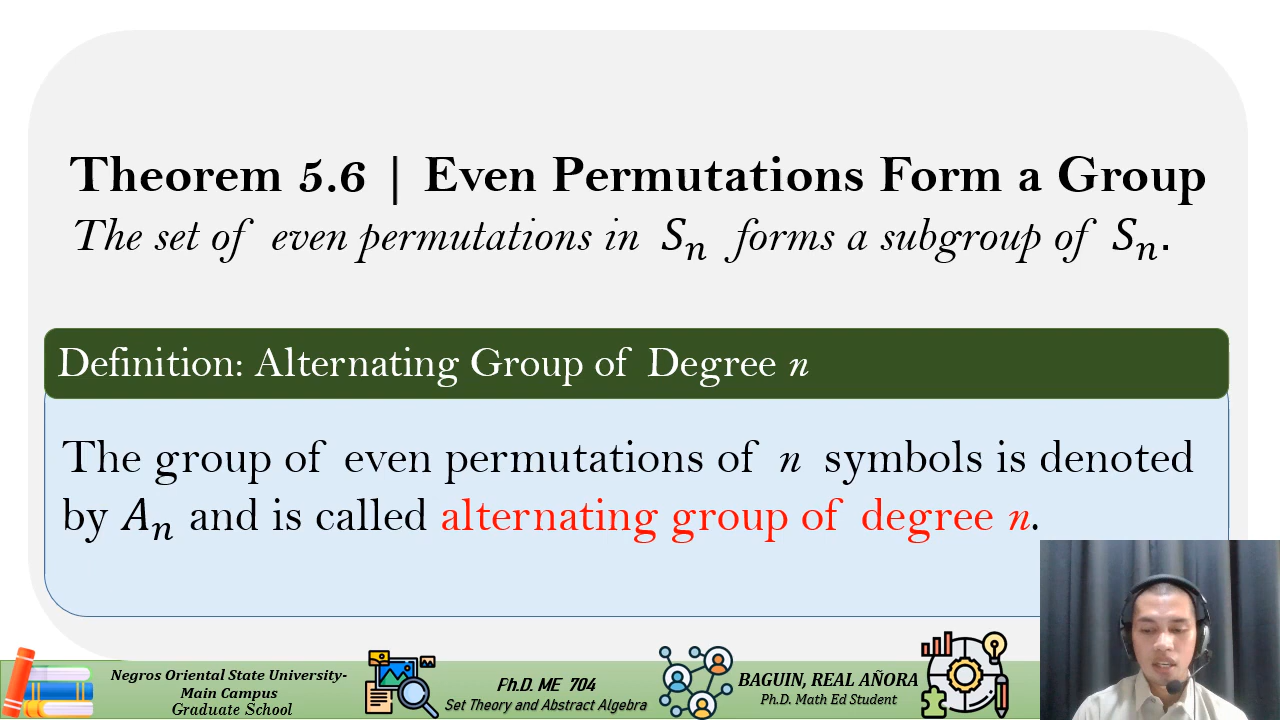 Theorem 5.6 | Even Permutations Form a Group
The set of even permutations in Sₙ forms a subgroup of Sₙ.
Definition: Alternating Group of Degree n
The group of even permutations of n symbols is denoted
by Aₙ and is called alternating group of degree n.
Negros Oriental State University-
Main Campus
Graduate School
Ph.D. ME 704
Set Theory and Abstract Algebra
BAGUIN, REAL AÑORA
Ph.D. Math Ed Student